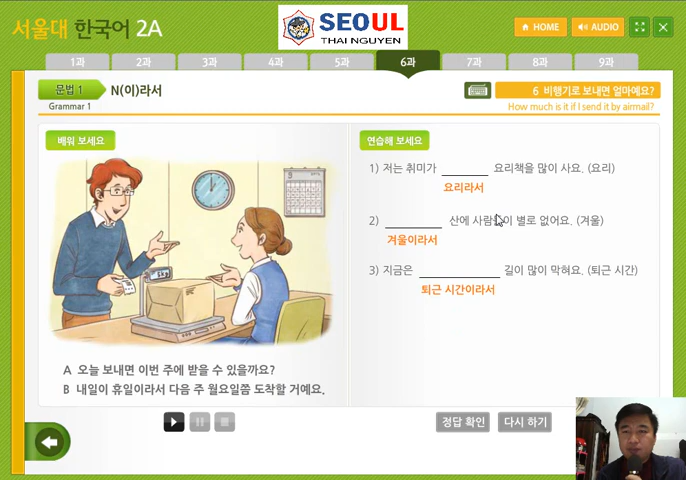 서울대 한국어 2A
SEOUL
THAI NGUYEN
HOME
AUDIO
1과 2과 3과 4과 5과 6과 7과 8과 9과
문법 1 N(이)라서
Grammar 1
6 비행기로 보내면 얼마예요?
How much is it if I send it by airmail?
배워 보세요
5kg
A 오늘 보내면 이번 주에 받을 수 있을까요?
B 내일이 휴일이라서 다음 주 월요일쯤 도착할 거예요.
연습해 보세요
1) 저는 취미가 ________ 요리책을 많이 사요. (요리)
요리라서
2) ________ 산에 사람들이 별로 없어요. (겨울)
겨울이라서
3) 지금은 ________ 길이 많이 막혀요. (퇴근 시간)
퇴근 시간이라서
정답 확인 다시 하기